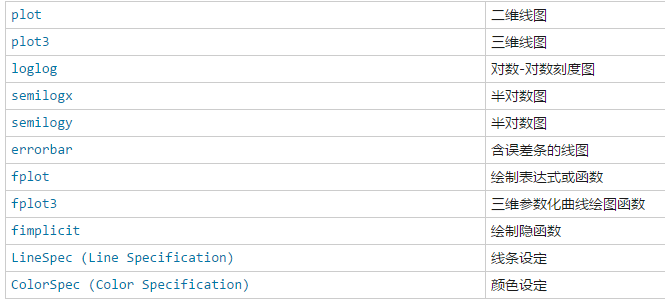 plot 二维线图
plot3 三维线图
loglog 对数-对数刻度图
semilogx 半对数图
semilogy 半对数图
errorbar 含误差条的线图
fplot 绘制表达式或函数
fplot3 三维参数化曲线绘图函数
fimplicit 绘制隐函数
LineSpec (Line Specification) 线条设定
ColorSpec (Color Specification) 颜色设定